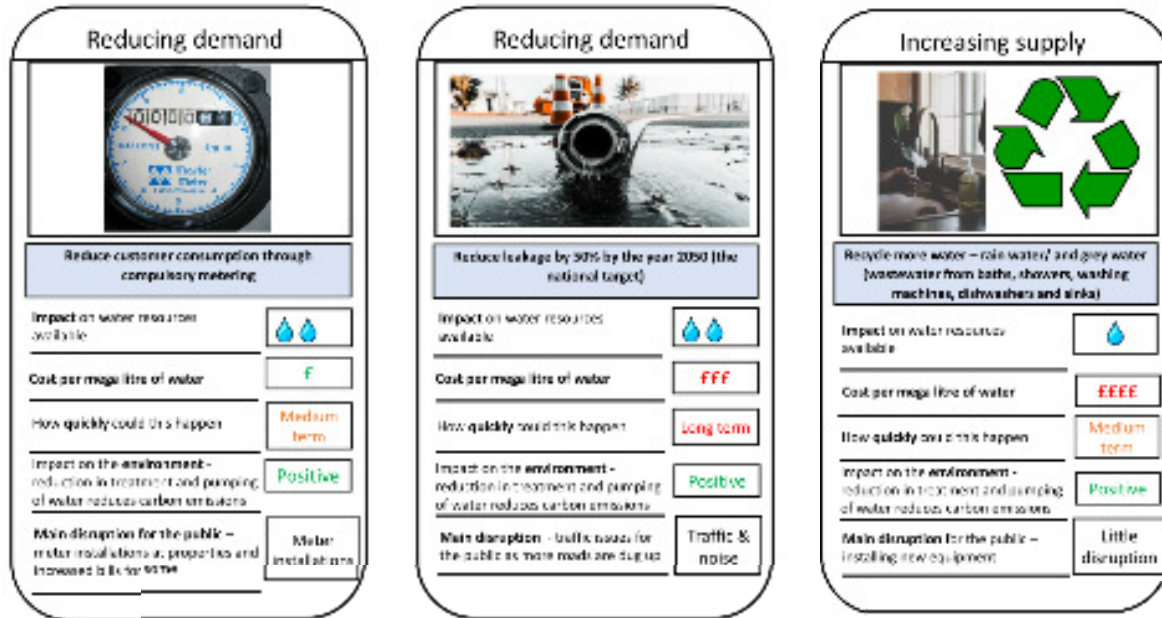 Reducing demand
Reduce customer consumption through
compulsory metering
Impact on water resources
available
Cost per mega litre of water
£
How quickly could this happen
Medium
term
Impact on the environment -
reduction in treatment and pumping
of water reduces carbon emissions
Positive
Main disruption for the public –
meter installations at properties and
increased bills for some
Meter
installations
Reducing demand
Reduce leakage by 50% by the year 2050 (the
national target)
Impact on water resources
available
Cost per mega litre of water
£££
How quickly could this happen
Long term
Impact on the environment -
reduction in treatment and pumping
of water reduces carbon emissions
Positive
Main disruption - traffic issues for
the public as more roads are dug up
Traffic &
noise
Increasing supply
Recycle more water – rain water/ and grey water
(wastewater from baths, showers, washing
machines, dishwashers and sinks)
Impact on water resources
available
Cost per mega litre of water
££££
How quickly could this happen
Medium
term
Impact on the environment -
reduction in treatment and pumping
of water reduces carbon emissions
Positive
Main disruption for the public –
installing new equipment
Little
disruption